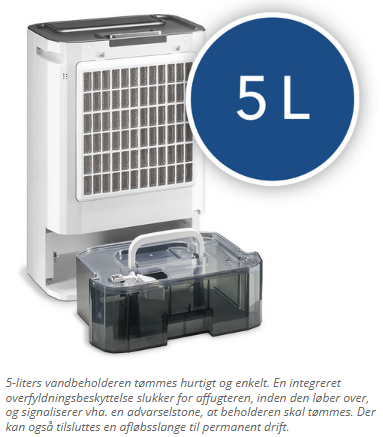 5 L
5-liters vandbeholderen tømmes hurtigt og enkelt. En integreret
overfyldningsbeskyttelse slukker for affugteren, inden den løber over,
og signaliserer vha. en advarselstone, at beholderen skal tømmes. Der
kan også tilsluttes en afløbsslange til permanent drift.